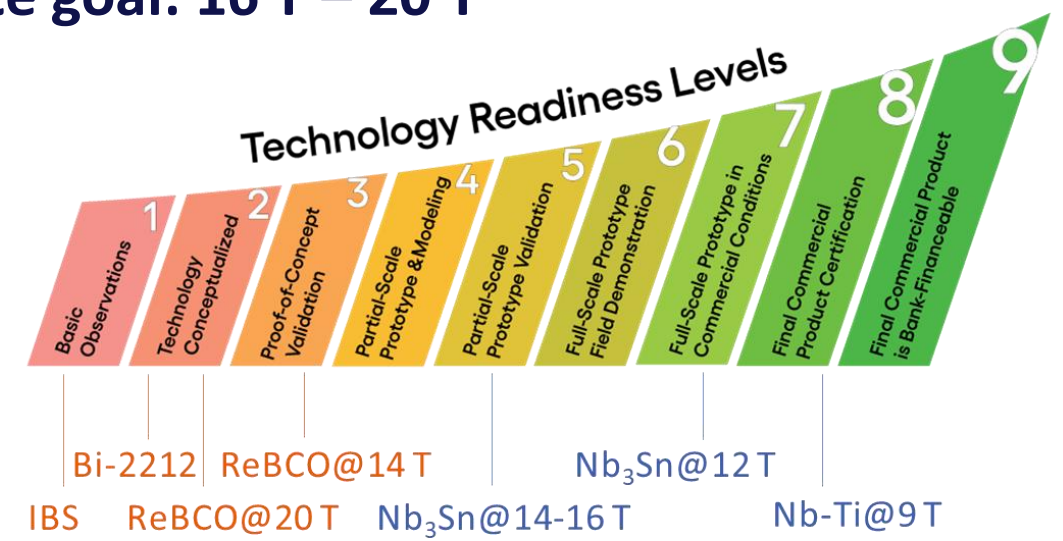 goal: 16 T – 20 T
Technology Readiness Levels
1
Basic
Observations
2
Technology
Conceptualized
3
Proof-of-Concept
Validation
4
Partial-Scale
Prototype &Modeling
5
Partial-Scale
Prototype Validation
6
Full-Scale Prototype
Field Demonstration
7
Full-Scale Prototype in
Commercial Conditions
8
Final Commercial
Product Certification
9
Final Commercial Product
is Bank-Financeable
Bi-2212 ReBCO@14 T Nb₃Sn@12 T
IBS ReBCO@20 T Nb₃Sn@14-16 T Nb-Ti@9 T